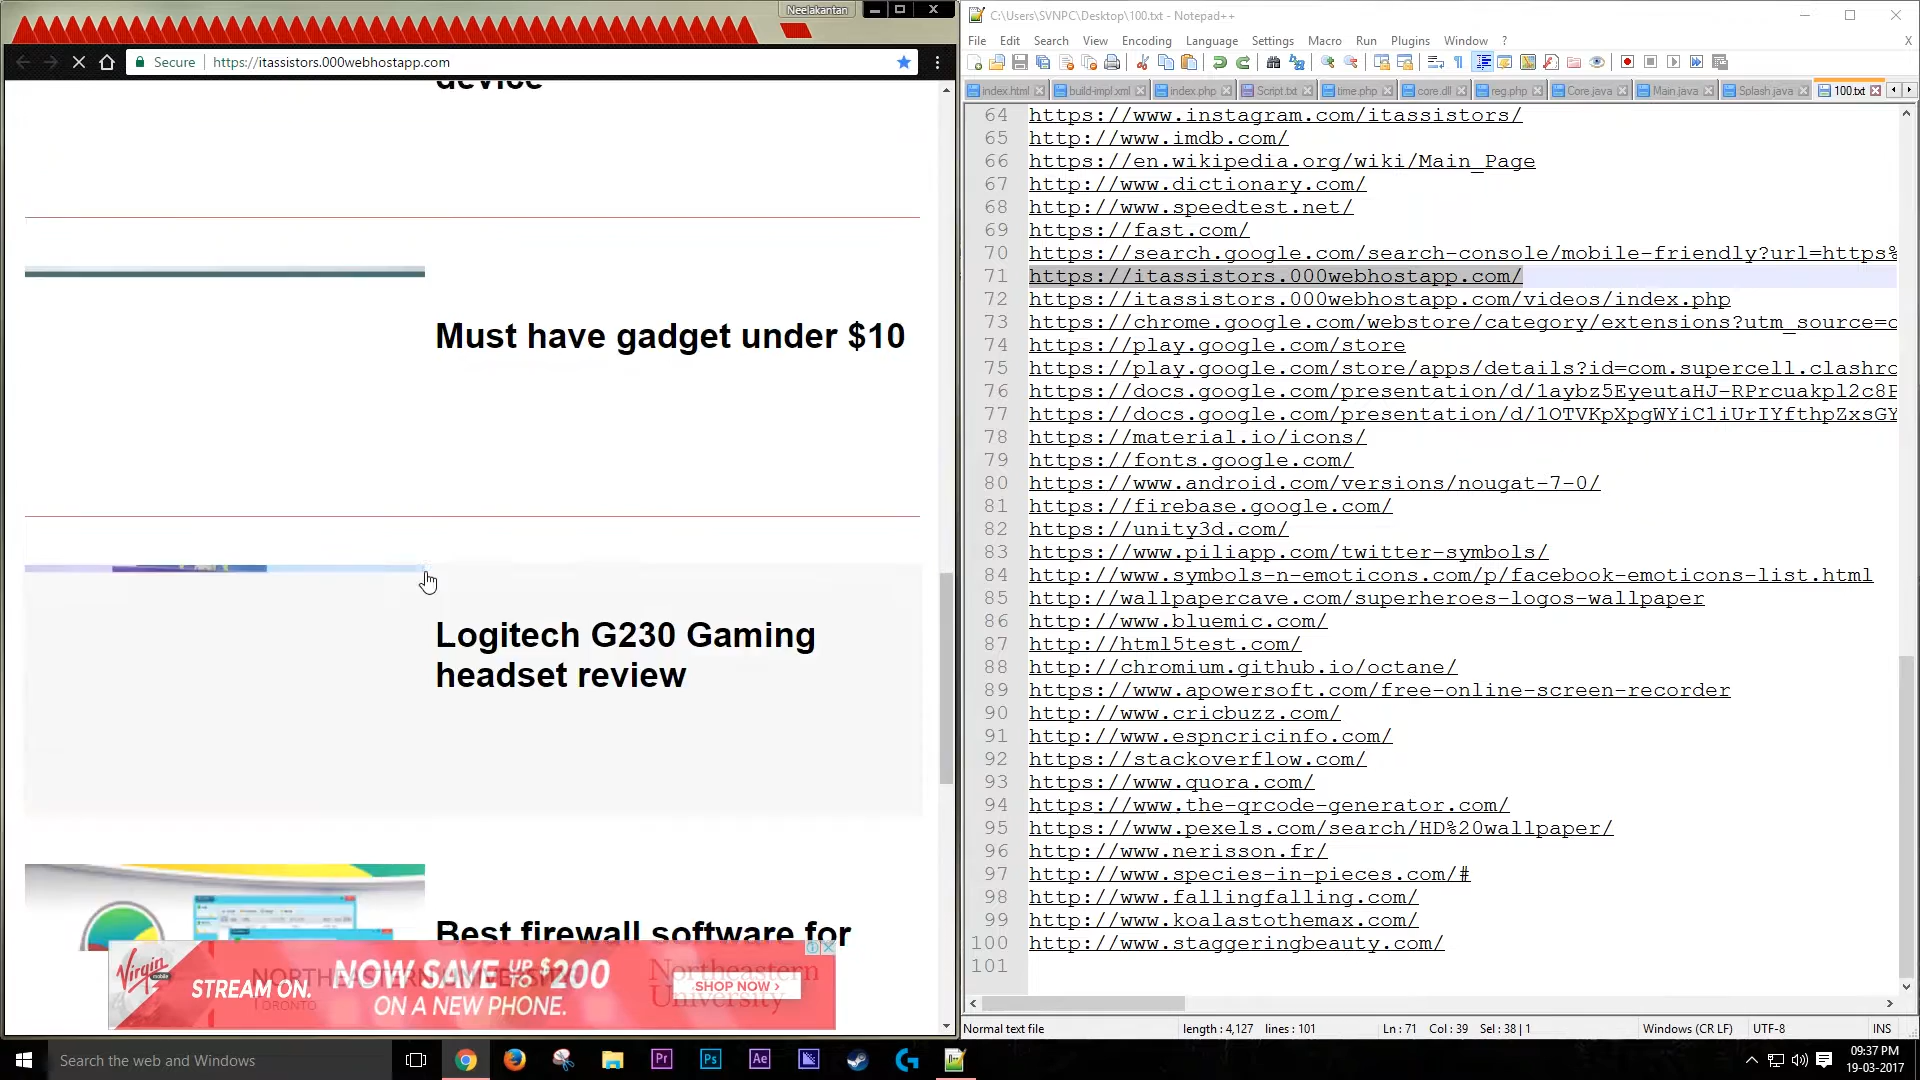 Neelakantan
Secure
https://itassistors.000webhostapp.com
device
Must have gadget under $10
Logitech G230 Gaming
headset review
Best firewall software for
Virgin
mobile
STREAM ON.
NOW SAVE UP TO $200
ON A NEW PHONE.
SHOP NOW ›
NORTHEASTERN UNIVERSITY
TORONTO
Northeastern
University
C:\Users\SVNPC\Desktop\100.txt - Notepad++
File Edit Search View Encoding Language Settings Macro Run Plugins Window ?
X
index.html build-impl.xml index.php Script.txt time.php core.dll reg.php Core.java Main.java Splash.java 100.txt
64 https://www.instagram.com/itassistors/
65 http://www.imdb.com/
66 https://en.wikipedia.org/wiki/Main_Page
67 http://www.dictionary.com/
68 http://www.speedtest.net/
69 https://fast.com/
70 https://search.google.com/search-console/mobile-friendly?url=https%
71 https://itassistors.000webhostapp.com/
72 https://itassistors.000webhostapp.com/videos/index.php
73 https://chrome.google.com/webstore/category/extensions?utm_source=c
74 https://play.google.com/store
75 https://play.google.com/store/apps/details?id=com.supercell.clashro
76 https://docs.google.com/presentation/d/1aybz5EyeutaHJ-RPrcuakpl2c8P
77 https://docs.google.com/presentation/d/1OTVKpXpgWYiC1iUrIYfthpZxsGY
78 https://material.io/icons/
79 https://fonts.google.com/
80 https://www.android.com/versions/nougat-7-0/
81 https://firebase.google.com/
82 https://unity3d.com/
83 https://www.piliapp.com/twitter-symbols/
84 https://www.symbols-n-emoticons.com/p/facebook-emoticons-list.html
85 http://wallpapercave.com/superheroes-logos-wallpaper
86 http://www.bluemic.com/
87 http://html5test.com/
88 http://chromium.github.io/octane/
89 https://www.apowersoft.com/free-online-screen-recorder
90 http://www.cricbuzz.com/
91 http://www.espncricinfo.com/
92 https://stackoverflow.com/
93 https://www.quora.com/
94 https://www.the-qrcode-generator.com/
95 https://www.pexels.com/search/HD%20wallpaper/
96 http://www.nerisson.fr/
97 http://www.species-in-pieces.com/#
98 http://www.fallingfalling.com/
99 http://www.koalastothemax.com/
100 http://www.staggeringbeauty.com/
101
Normal text file length : 4,127 lines : 101 Ln : 71 Col : 39 Sel : 38 | 1 Windows (CR LF) UTF-8 INS
Search the web and Windows
Pr Ps Ae
09:37 PM
19-03-2017